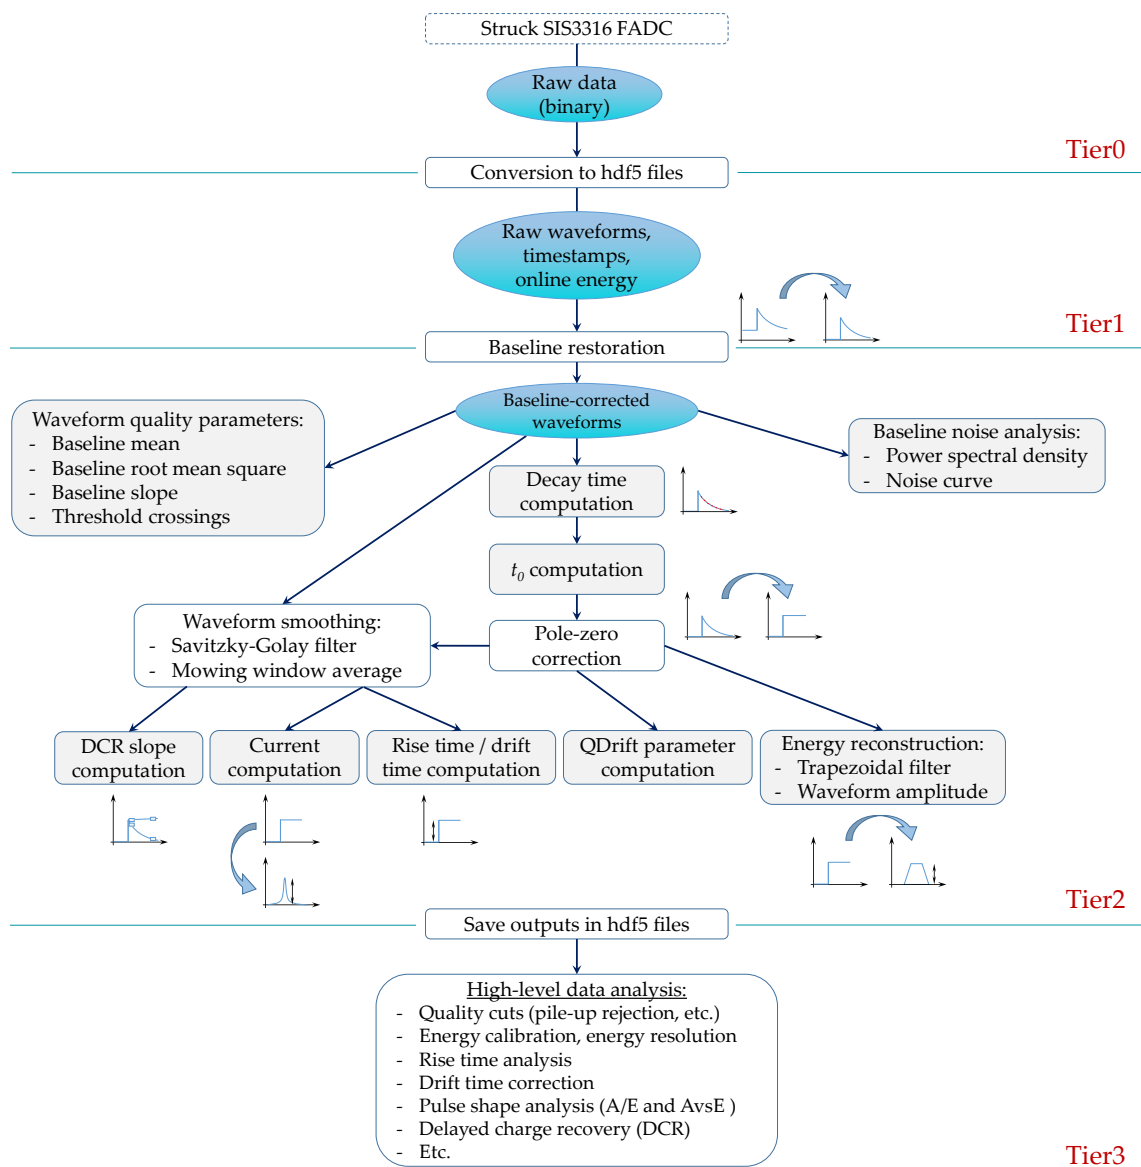 Struck SIS3316 FADC
Raw data
(binary)
Tier0
Conversion to hdf5 files
Raw waveforms,
timestamps,
online energy
Tier1
Baseline restoration
Baseline-corrected
waveforms
Waveform quality parameters:
- Baseline mean
- Baseline root mean square
- Baseline slope
- Threshold crossings
Baseline noise analysis:
- Power spectral density
- Noise curve
Decay time
computation
t0 computation
Waveform smoothing:
- Savitzky-Golay filter
- Mowing window average
Pole-zero
correction
DCR slope
computation
Current
computation
Rise time / drift
time computation
QDrift parameter
computation
Energy reconstruction:
- Trapezoidal filter
- Waveform amplitude
Tier2
Save outputs in hdf5 files
High-level data analysis:
- Quality cuts (pile-up rejection, etc.)
- Energy calibration, energy resolution
- Rise time analysis
- Drift time correction
- Pulse shape analysis (A/E and AvsE )
- Delayed charge recovery (DCR)
- Etc.
Tier3